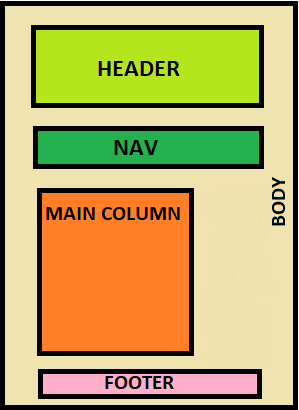 HEADER
NAV
MAIN COLUMN
BODY
FOOTER